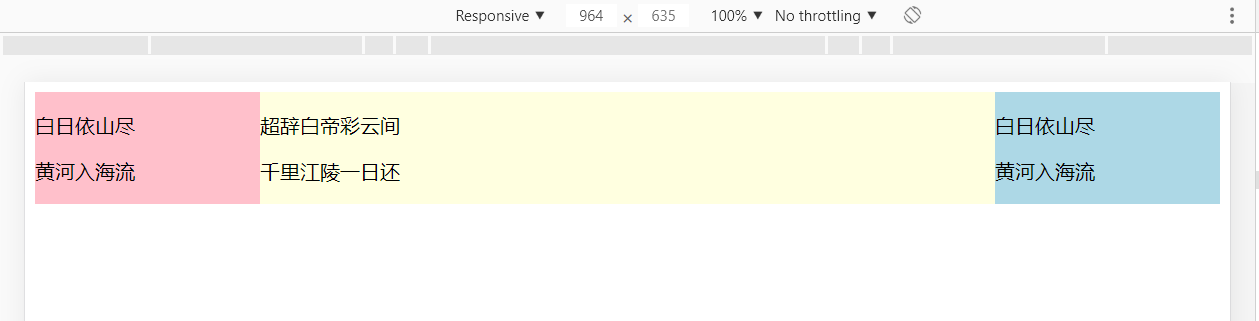 Responsive ▼ 964 × 635 100% ▼ No throttling ▼
白日依山尽 超辞白帝彩云间 白日依山尽
黄河入海流 千里江陵一日还 黄河入海流